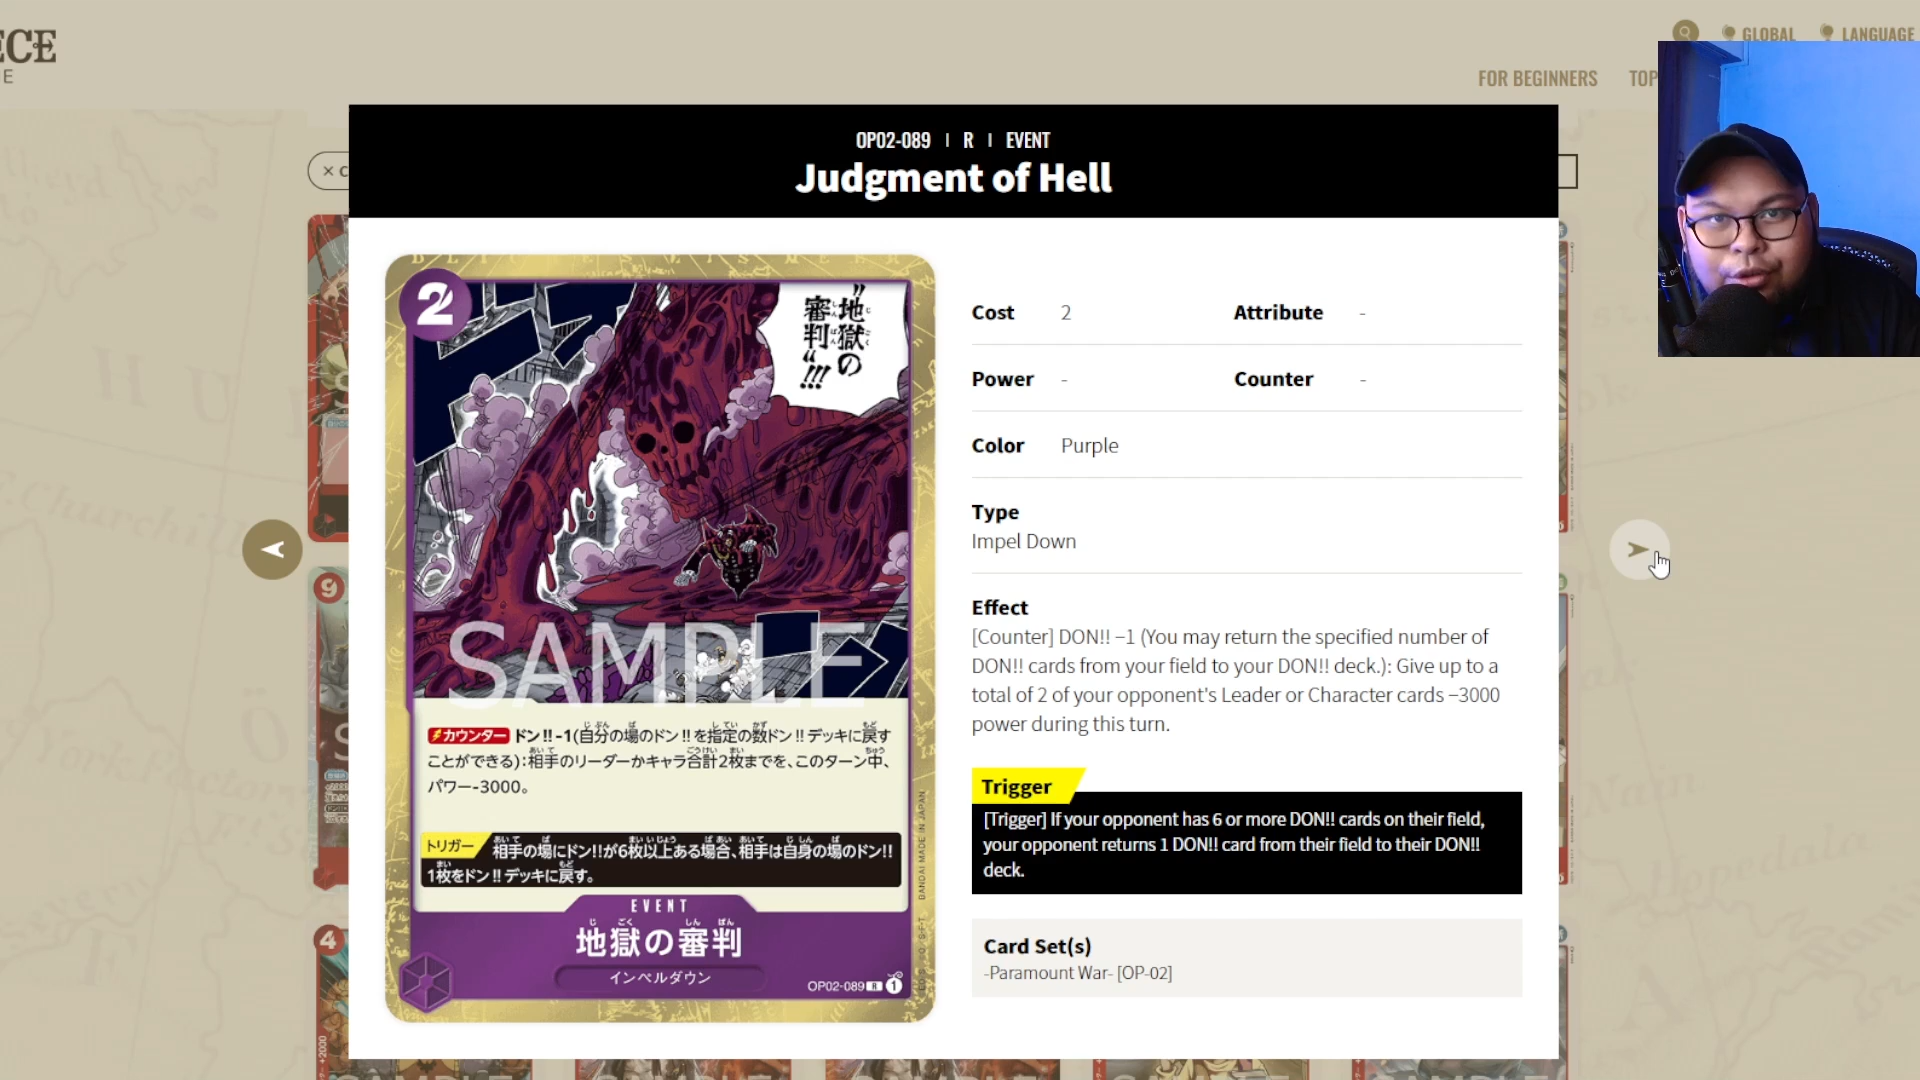 ECE
E
GLOBAL
LANGUAGE
FOR BEGINNERS
TOP
× C
OP02-089 | R | EVENT
Judgment of Hell
2
"地獄の
審判"!!!
SAMPLE
カウンター ドン!!-1(自分の場のドン!!を指定の数ドン!!デッキに戻す
ことができる):相手のリーダーかキャラ合計2枚までを、このターン中、
パワー-3000。
トリガー 相手の場にドン!!が6枚以上ある場合、相手は自身の場のドン!!
1枚をドン!!デッキに戻す。
EVENT
地獄の審判
インペルダウン
OP02-089 R 1
BANDAI MADE IN JAPAN
Cost 2 Attribute -
Power - Counter -
Color Purple
Type
Impel Down
Effect
[Counter] DON!! −1 (You may return the specified number of
DON!! cards from your field to your DON!! deck.): Give up to a
total of 2 of your opponent's Leader or Character cards −3000
power during this turn.
Trigger
[Trigger] If your opponent has 6 or more DON!! cards on their field,
your opponent returns 1 DON!! card from their field to their DON!!
deck.
Card Set(s)
-Paramount War- [OP-02]
9
4
+2000